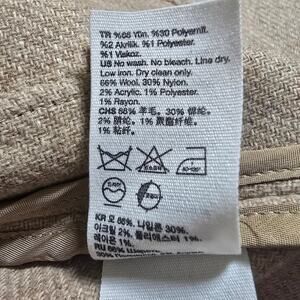 TR %66 Yün. %30 Polyemit.
%2 Akrilik. %1 Polyester.
%1 Viskoz.
US No wash. No bleach. Line dry.
Low iron. Dry clean only.
66% Wool. 30% Nylon.
2% Acrylic. 1% Polyester.
1% Rayon.
CHS 66% 羊毛。30% 锦纶。
2% 腈纶。1% 聚酯纤维。
1% 粘纤。
KR 모 66%, 나일론 30%,
아크릴 2%, 폴리에스터 1%,
레이온 1%.
RU 66%